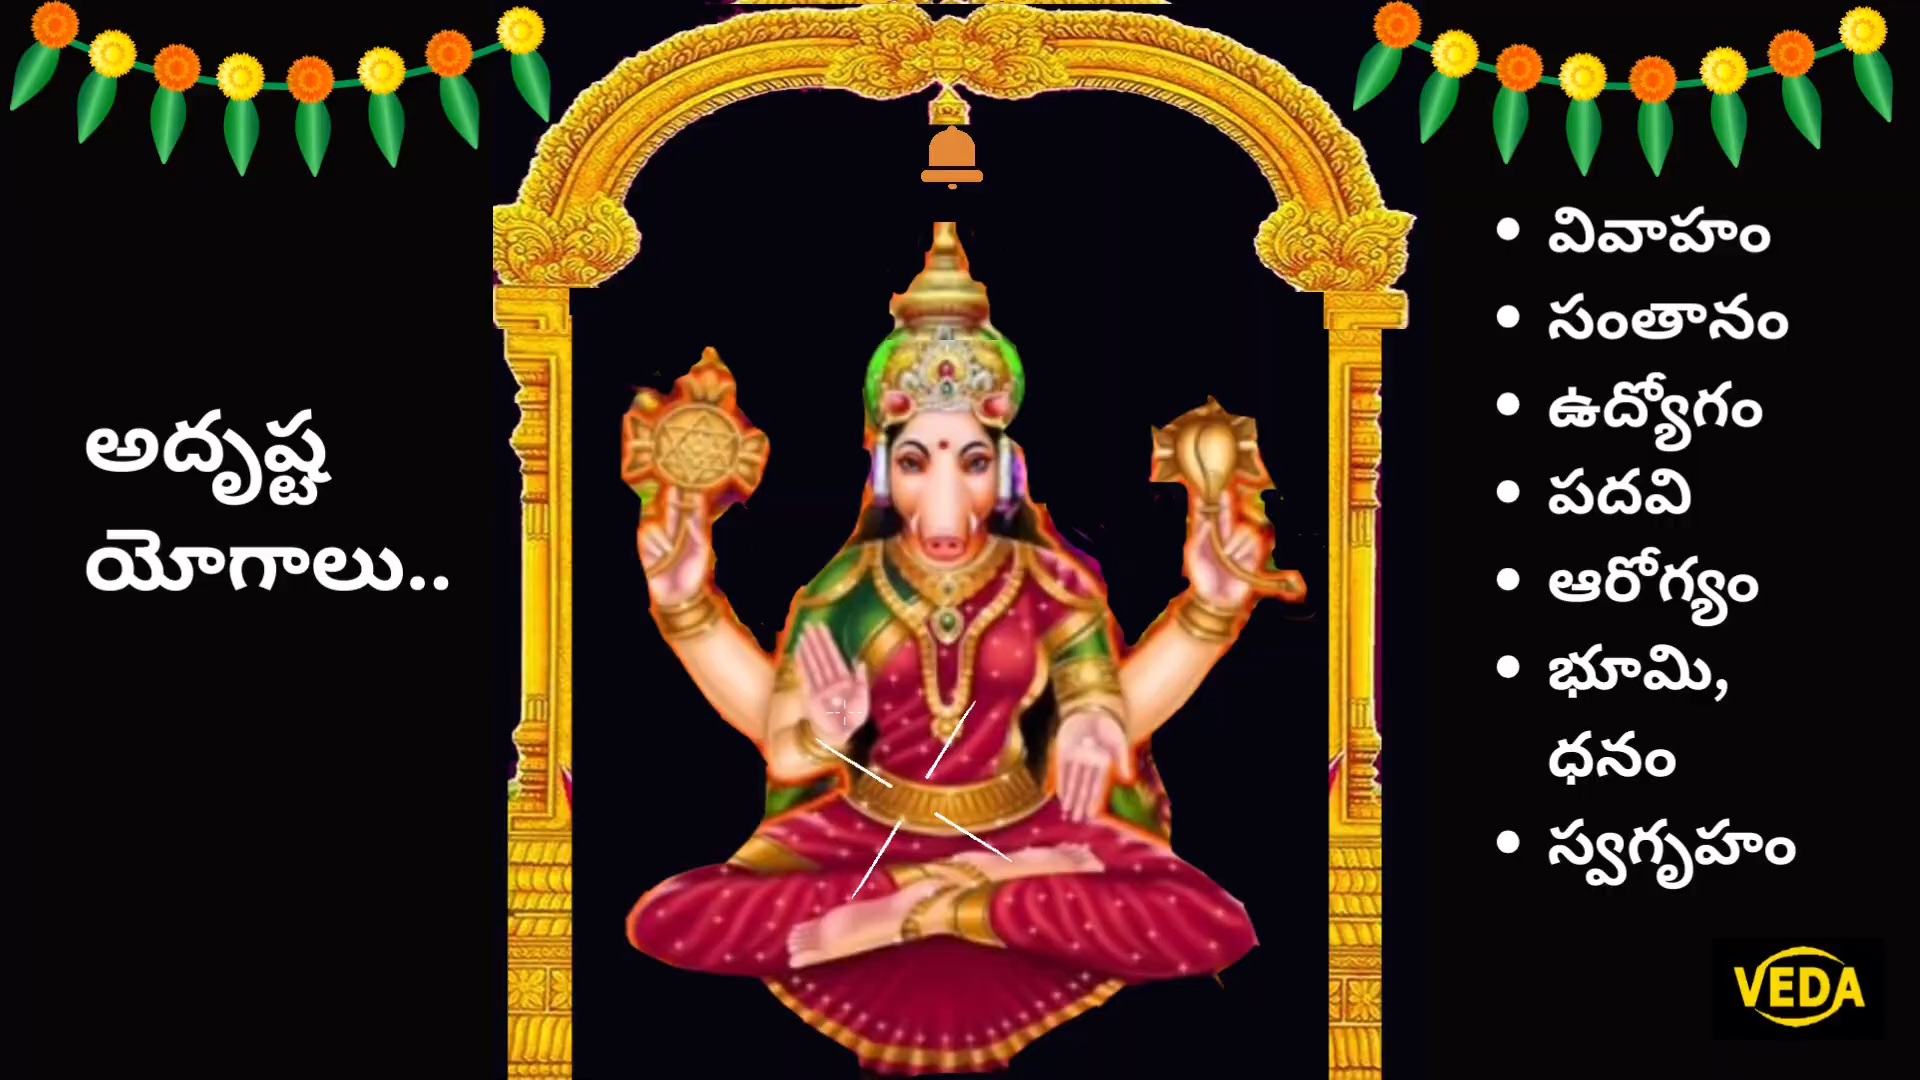 అదృష్ట
యోగాలు..
• వివాహం
• సంతానం
• ఉద్యోగం
• పదవి
• ఆరోగ్యం
• భూమి,
ధనం
• స్వగృహం
VEDA